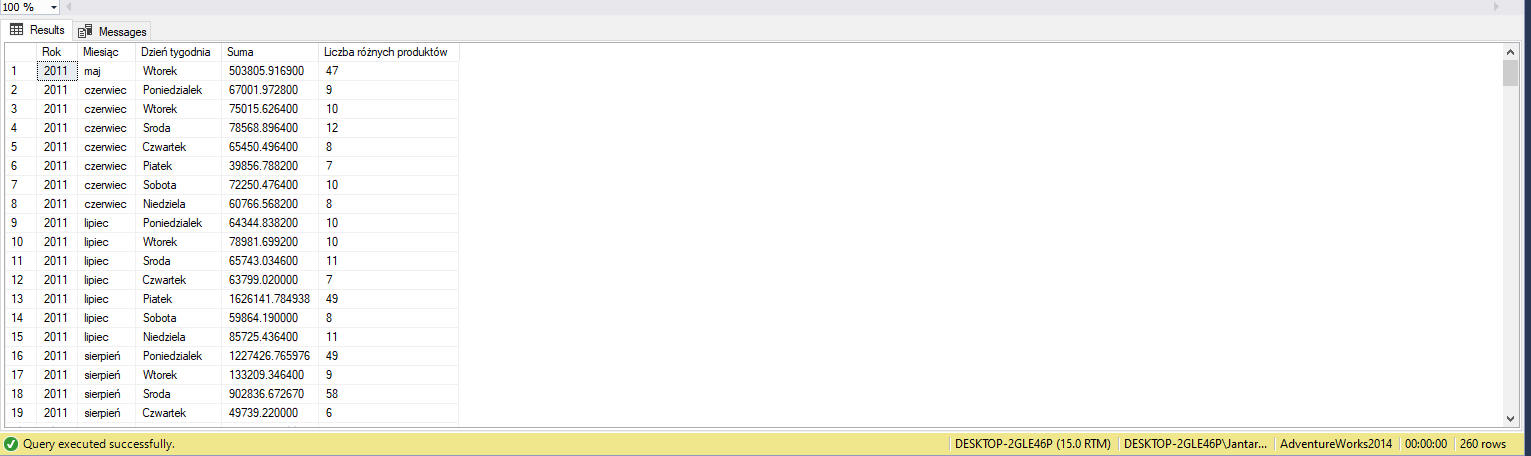 100 %
Results Messages
Rok Miesiąc Dzień tygodnia Suma Liczba różnych produktów
1 2011 maj Wtorek 503805.916900 47
2 2011 czerwiec Poniedzialek 67001.972800 9
3 2011 czerwiec Wtorek 75015.626400 10
4 2011 czerwiec Sroda 78568.896400 12
5 2011 czerwiec Czwartek 65450.496400 8
6 2011 czerwiec Piatek 39856.788200 7
7 2011 czerwiec Sobota 72250.476400 10
8 2011 czerwiec Niedziela 60766.568200 8
9 2011 lipiec Poniedzialek 64344.838200 10
10 2011 lipiec Wtorek 78981.699200 10
11 2011 lipiec Sroda 65743.034600 11
12 2011 lipiec Czwartek 63799.020000 7
13 2011 lipiec Piatek 1626141.784938 49
14 2011 lipiec Sobota 59864.190000 8
15 2011 lipiec Niedziela 85725.436400 11
16 2011 sierpień Poniedzialek 1227426.765976 49
17 2011 sierpień Wtorek 133209.346400 9
18 2011 sierpień Sroda 902836.672670 58
19 2011 sierpień Czwartek 49739.220000 6
Query executed successfully. DESKTOP-2GLE46P (15.0 RTM) DESKTOP-2GLE46P\Jantar... AdventureWorks2014 00:00:00 260 rows